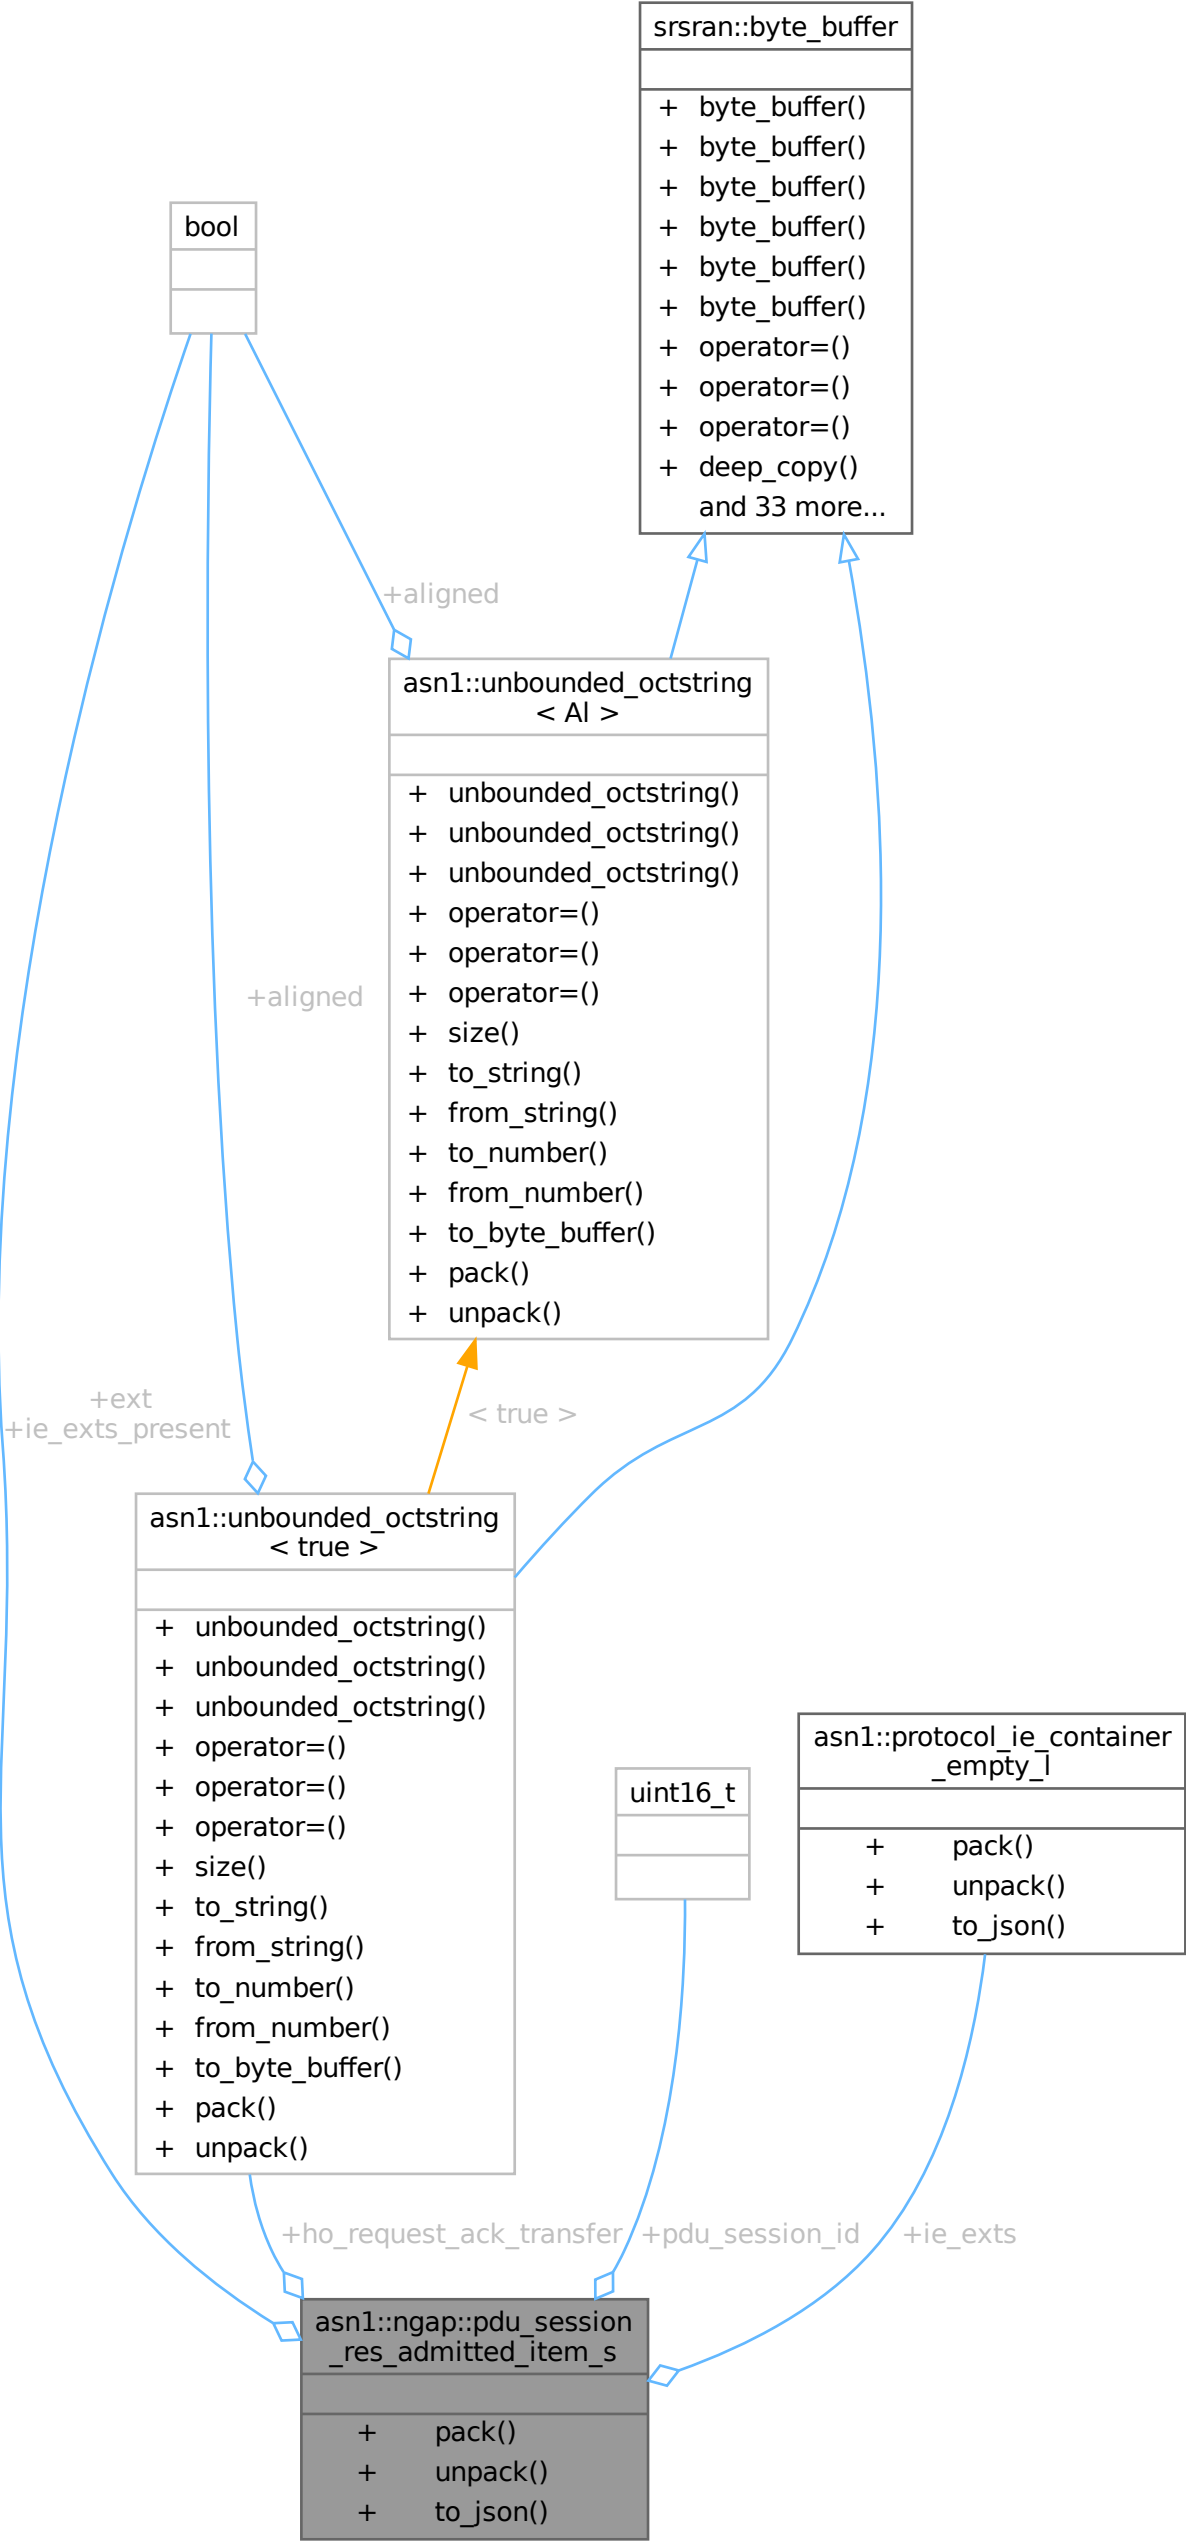 srsran::byte_buffer
+ byte_buffer()
+ byte_buffer()
+ byte_buffer()
+ byte_buffer()
+ byte_buffer()
+ byte_buffer()
+ operator=()
+ operator=()
+ operator=()
+ deep_copy()
and 33 more...
bool
+aligned
asn1::unbounded_octstring
< Al >
+ unbounded_octstring()
+ unbounded_octstring()
+ unbounded_octstring()
+ operator=()
+ operator=()
+ operator=()
+ size()
+ to_string()
+ from_string()
+ to_number()
+ from_number()
+ to_byte_buffer()
+ pack()
+ unpack()
+aligned
+ext
+ie_exts_present
< true >
asn1::unbounded_octstring
< true >
+ unbounded_octstring()
+ unbounded_octstring()
+ unbounded_octstring()
+ operator=()
+ operator=()
+ operator=()
+ size()
+ to_string()
+ from_string()
+ to_number()
+ from_number()
+ to_byte_buffer()
+ pack()
+ unpack()
uint16_t
asn1::protocol_ie_container
_empty_l
+ pack()
+ unpack()
+ to_json()
+ho_request_ack_transfer
+pdu_session_id
+ie_exts
asn1::ngap::pdu_session
_res_admitted_item_s
+ pack()
+ unpack()
+ to_json()